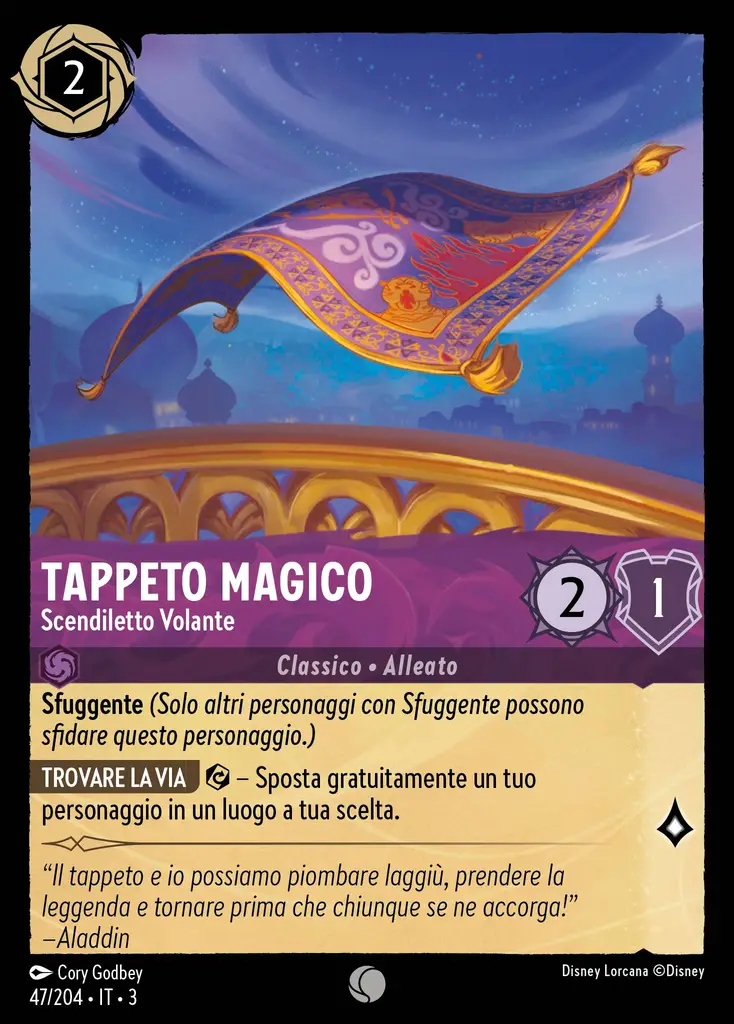 2
TAPPETO MAGICO
Scendiletto Volante
2
1
Classico • Alleato
Sfuggente (Solo altri personaggi con Sfuggente possono
sfidare questo personaggio.)
TROVARE LA VIA – Sposta gratuitamente un tuo
personaggio in un luogo a tua scelta.
“Il tappeto e io possiamo piombare laggiù, prendere la
leggenda e tornare prima che chiunque se ne accorga!”
–Aladdin
Cory Godbey
Disney Lorcana ©Disney
47/204 • IT • 3